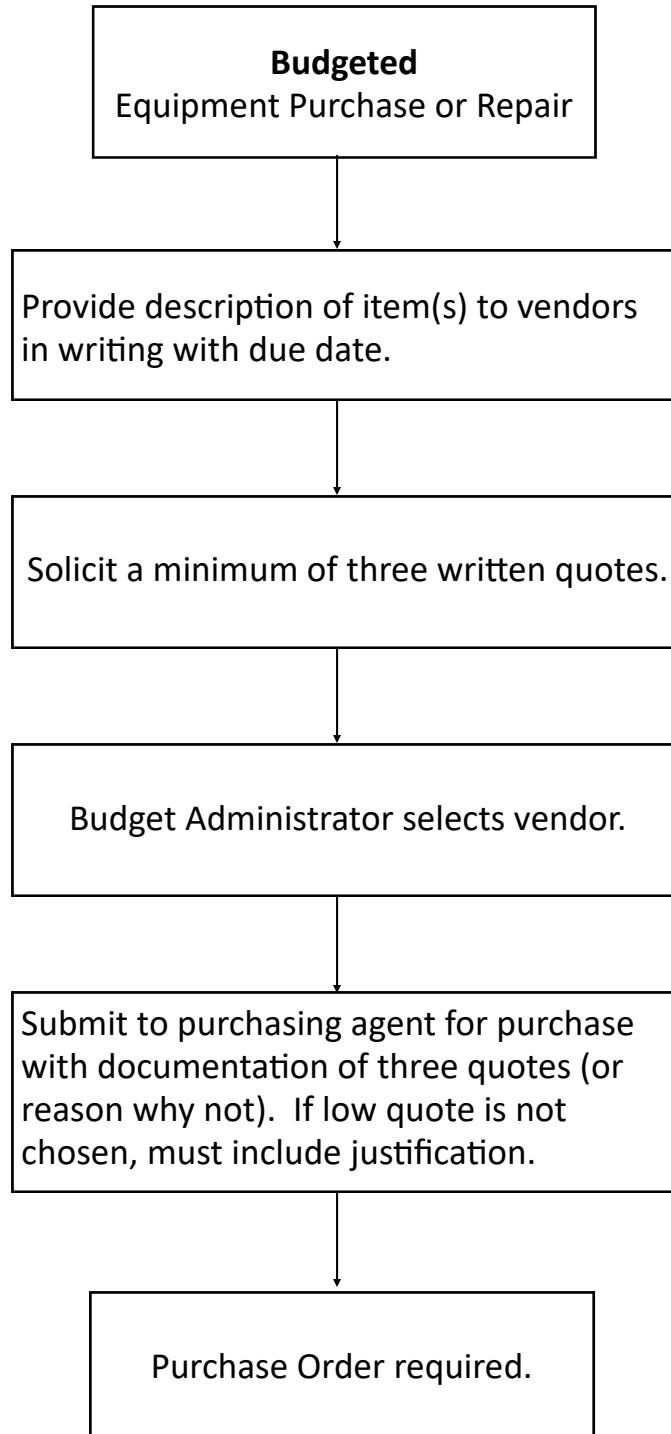 Budgeted
Equipment Purchase or Repair
Provide description of item(s) to vendors
in writing with due date.
Solicit a minimum of three written quotes.
Budget Administrator selects vendor.
Submit to purchasing agent for purchase
with documentation of three quotes (or
reason why not).  If low quote is not
chosen, must include justification.
Purchase Order required.